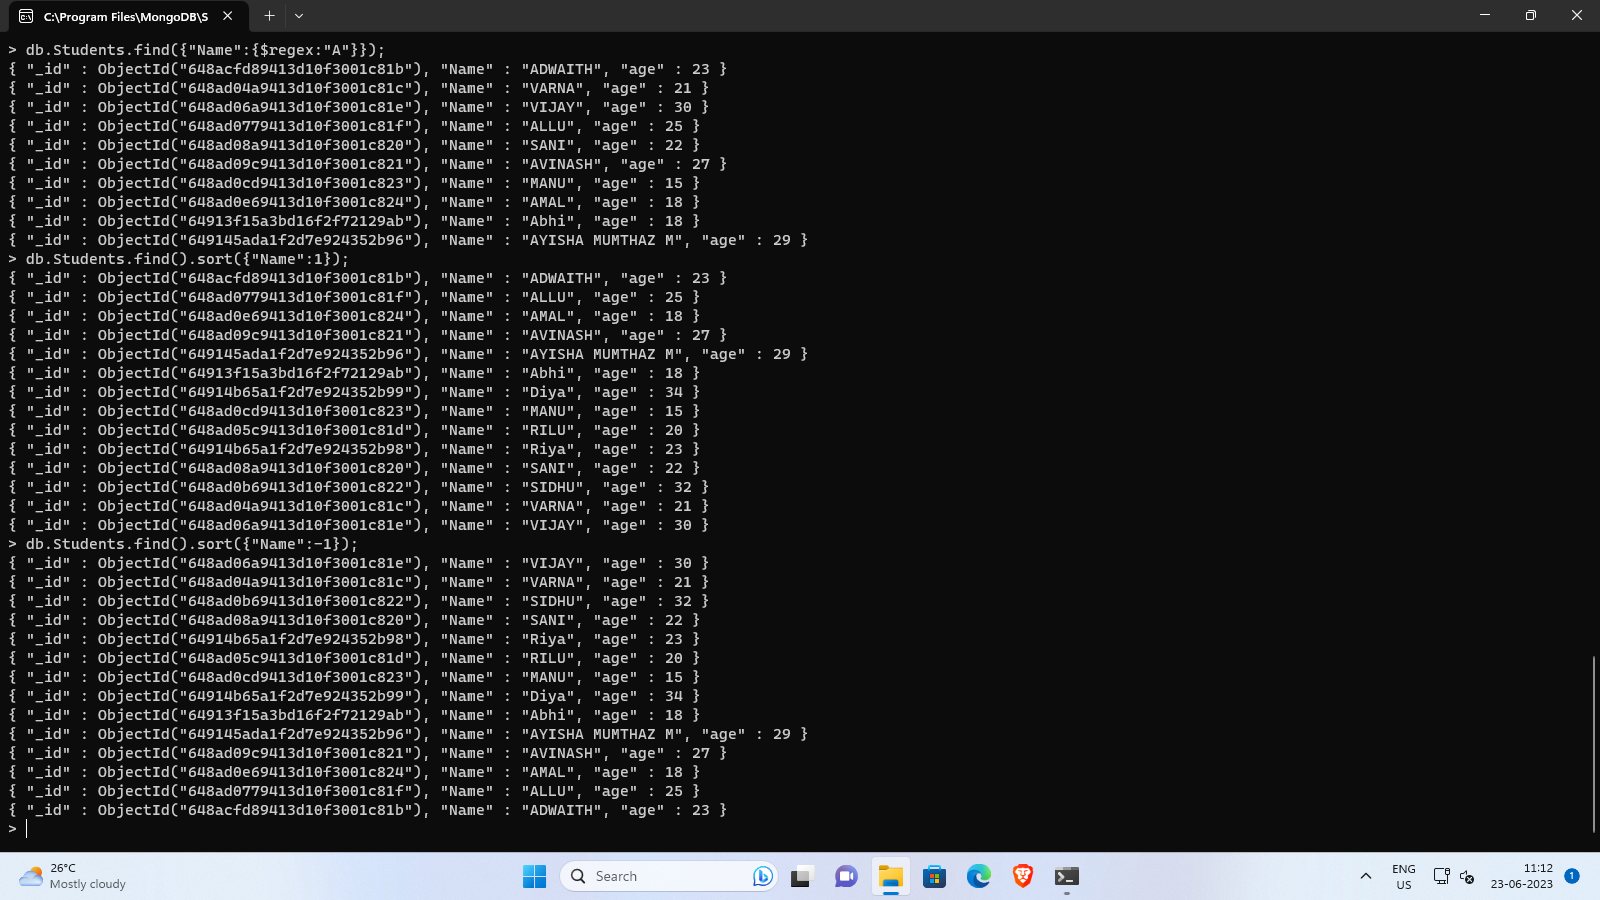 C:\Program Files\MongoDB\S
> db.Students.find({"Name":{$regex:"A"}});
{ "_id" : ObjectId("648acfd89413d10f3001c81b"), "Name" : "ADWAITH", "age" : 23 }
{ "_id" : ObjectId("648ad04a9413d10f3001c81c"), "Name" : "VARNA", "age" : 21 }
{ "_id" : ObjectId("648ad06a9413d10f3001c81e"), "Name" : "VIJAY", "age" : 30 }
{ "_id" : ObjectId("648ad0779413d10f3001c81f"), "Name" : "ALLU", "age" : 25 }
{ "_id" : ObjectId("648ad08a9413d10f3001c820"), "Name" : "SANI", "age" : 22 }
{ "_id" : ObjectId("648ad09c9413d10f3001c821"), "Name" : "AVINASH", "age" : 27 }
{ "_id" : ObjectId("648ad0cd9413d10f3001c823"), "Name" : "MANU", "age" : 15 }
{ "_id" : ObjectId("648ad0e69413d10f3001c824"), "Name" : "AMAL", "age" : 18 }
{ "_id" : ObjectId("64913f15a3bd16f2f72129ab"), "Name" : "Abhi", "age" : 18 }
{ "_id" : ObjectId("649145ada1f2d7e924352b96"), "Name" : "AYISHA MUMTHAZ M", "age" : 29 }
> db.Students.find().sort({"Name":1});
{ "_id" : ObjectId("648acfd89413d10f3001c81b"), "Name" : "ADWAITH", "age" : 23 }
{ "_id" : ObjectId("648ad0779413d10f3001c81f"), "Name" : "ALLU", "age" : 25 }
{ "_id" : ObjectId("648ad0e69413d10f3001c824"), "Name" : "AMAL", "age" : 18 }
{ "_id" : ObjectId("648ad09c9413d10f3001c821"), "Name" : "AVINASH", "age" : 27 }
{ "_id" : ObjectId("649145ada1f2d7e924352b96"), "Name" : "AYISHA MUMTHAZ M", "age" : 29 }
{ "_id" : ObjectId("64913f15a3bd16f2f72129ab"), "Name" : "Abhi", "age" : 18 }
{ "_id" : ObjectId("64914b65a1f2d7e924352b99"), "Name" : "Diya", "age" : 34 }
{ "_id" : ObjectId("648ad0cd9413d10f3001c823"), "Name" : "MANU", "age" : 15 }
{ "_id" : ObjectId("648ad05c9413d10f3001c81d"), "Name" : "RILU", "age" : 20 }
{ "_id" : ObjectId("64914b65a1f2d7e924352b98"), "Name" : "Riya", "age" : 23 }
{ "_id" : ObjectId("648ad08a9413d10f3001c820"), "Name" : "SANI", "age" : 22 }
{ "_id" : ObjectId("648ad0b69413d10f3001c822"), "Name" : "SIDHU", "age" : 32 }
{ "_id" : ObjectId("648ad04a9413d10f3001c81c"), "Name" : "VARNA", "age" : 21 }
{ "_id" : ObjectId("648ad06a9413d10f3001c81e"), "Name" : "VIJAY", "age" : 30 }
> db.Students.find().sort({"Name":-1});
{ "_id" : ObjectId("648ad06a9413d10f3001c81e"), "Name" : "VIJAY", "age" : 30 }
{ "_id" : ObjectId("648ad04a9413d10f3001c81c"), "Name" : "VARNA", "age" : 21 }
{ "_id" : ObjectId("648ad0b69413d10f3001c822"), "Name" : "SIDHU", "age" : 32 }
{ "_id" : ObjectId("648ad08a9413d10f3001c820"), "Name" : "SANI", "age" : 22 }
{ "_id" : ObjectId("64914b65a1f2d7e924352b98"), "Name" : "Riya", "age" : 23 }
{ "_id" : ObjectId("648ad05c9413d10f3001c81d"), "Name" : "RILU", "age" : 20 }
{ "_id" : ObjectId("648ad0cd9413d10f3001c823"), "Name" : "MANU", "age" : 15 }
{ "_id" : ObjectId("64914b65a1f2d7e924352b99"), "Name" : "Diya", "age" : 34 }
{ "_id" : ObjectId("64913f15a3bd16f2f72129ab"), "Name" : "Abhi", "age" : 18 }
{ "_id" : ObjectId("649145ada1f2d7e924352b96"), "Name" : "AYISHA MUMTHAZ M", "age" : 29 }
{ "_id" : ObjectId("648ad09c9413d10f3001c821"), "Name" : "AVINASH", "age" : 27 }
{ "_id" : ObjectId("648ad0e69413d10f3001c824"), "Name" : "AMAL", "age" : 18 }
{ "_id" : ObjectId("648ad0779413d10f3001c81f"), "Name" : "ALLU", "age" : 25 }
{ "_id" : ObjectId("648acfd89413d10f3001c81b"), "Name" : "ADWAITH", "age" : 23 }
>
26°C
Mostly cloudy
Search
ENG
US
11:12
23-06-2023
1